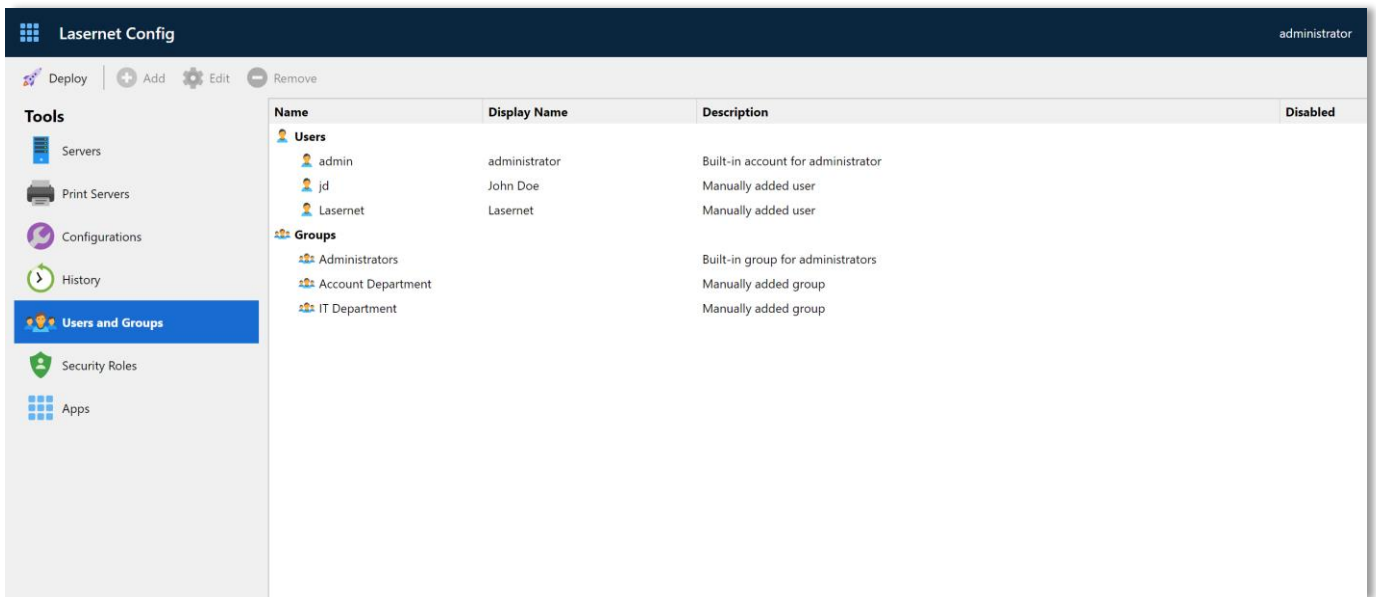 Lasernet Config administrator
Deploy Add Edit Remove
Tools
Servers
Print Servers
Configurations
History
Users and Groups
Security Roles
Apps
Name Display Name Description Disabled
Users
admin administrator Built-in account for administrator
jd John Doe Manually added user
Lasernet Lasernet Manually added user
Groups
Administrators Built-in group for administrators
Account Department Manually added group
IT Department Manually added group